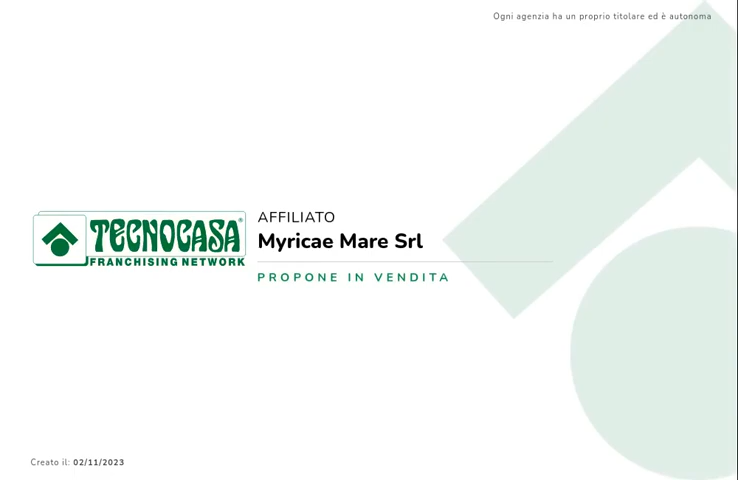 Ogni agenzia ha un proprio titolare ed è autonoma
TECNOCASA®
FRANCHISING NETWORK
AFFILIATO
Myricae Mare Srl
PROPONE IN VENDITA
Creato il: 02/11/2023